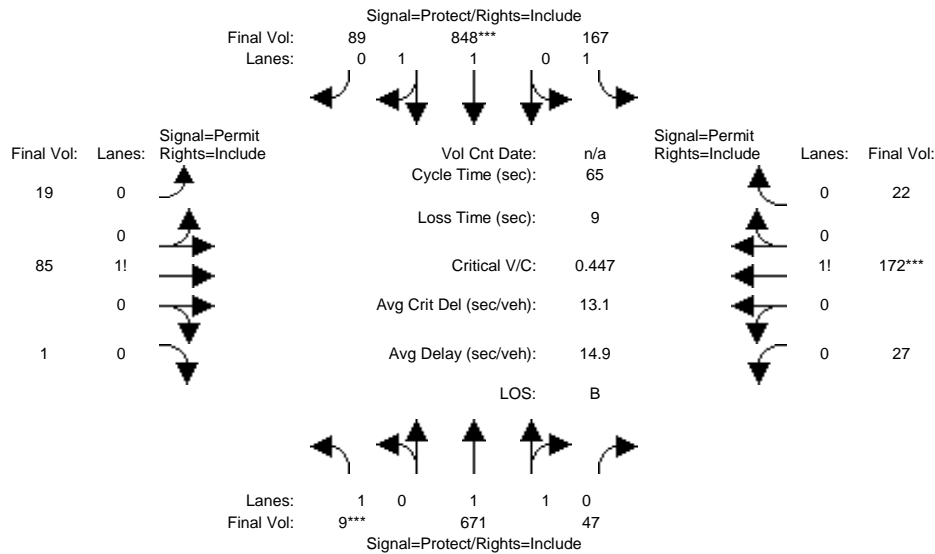 Signal=Protect/Rights=Include
Final Vol: 89 848*** 167
Lanes: 0 1 1 0 1
Signal=Permit
Final Vol: Lanes: Rights=Include
Vol Cnt Date: n/a
Signal=Permit
Rights=Include Lanes: Final Vol:
Cycle Time (sec): 65
19 0
0 22
Loss Time (sec): 9
0
0
85 1!
Critical V/C: 0.447
1! 172***
0
Avg Crit Del (sec/veh): 13.1
0
1 0
Avg Delay (sec/veh): 14.9
0 27
LOS: B
Lanes: 1 0 1 1 0
Final Vol: 9*** 671 47
Signal=Protect/Rights=Include